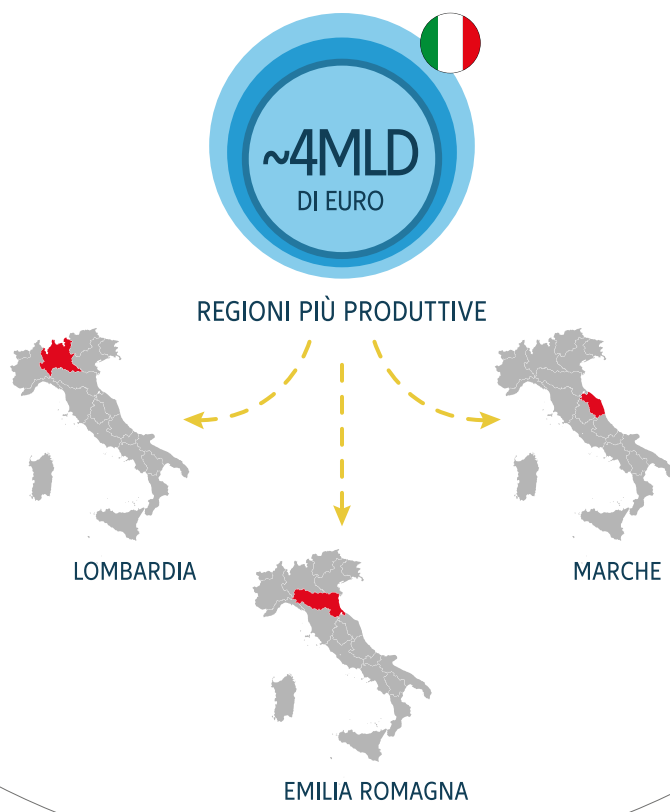 ~4MLD
DI EURO
REGIONI PIÙ PRODUTTIVE
LOMBARDIA
MARCHE
EMILIA ROMAGNA